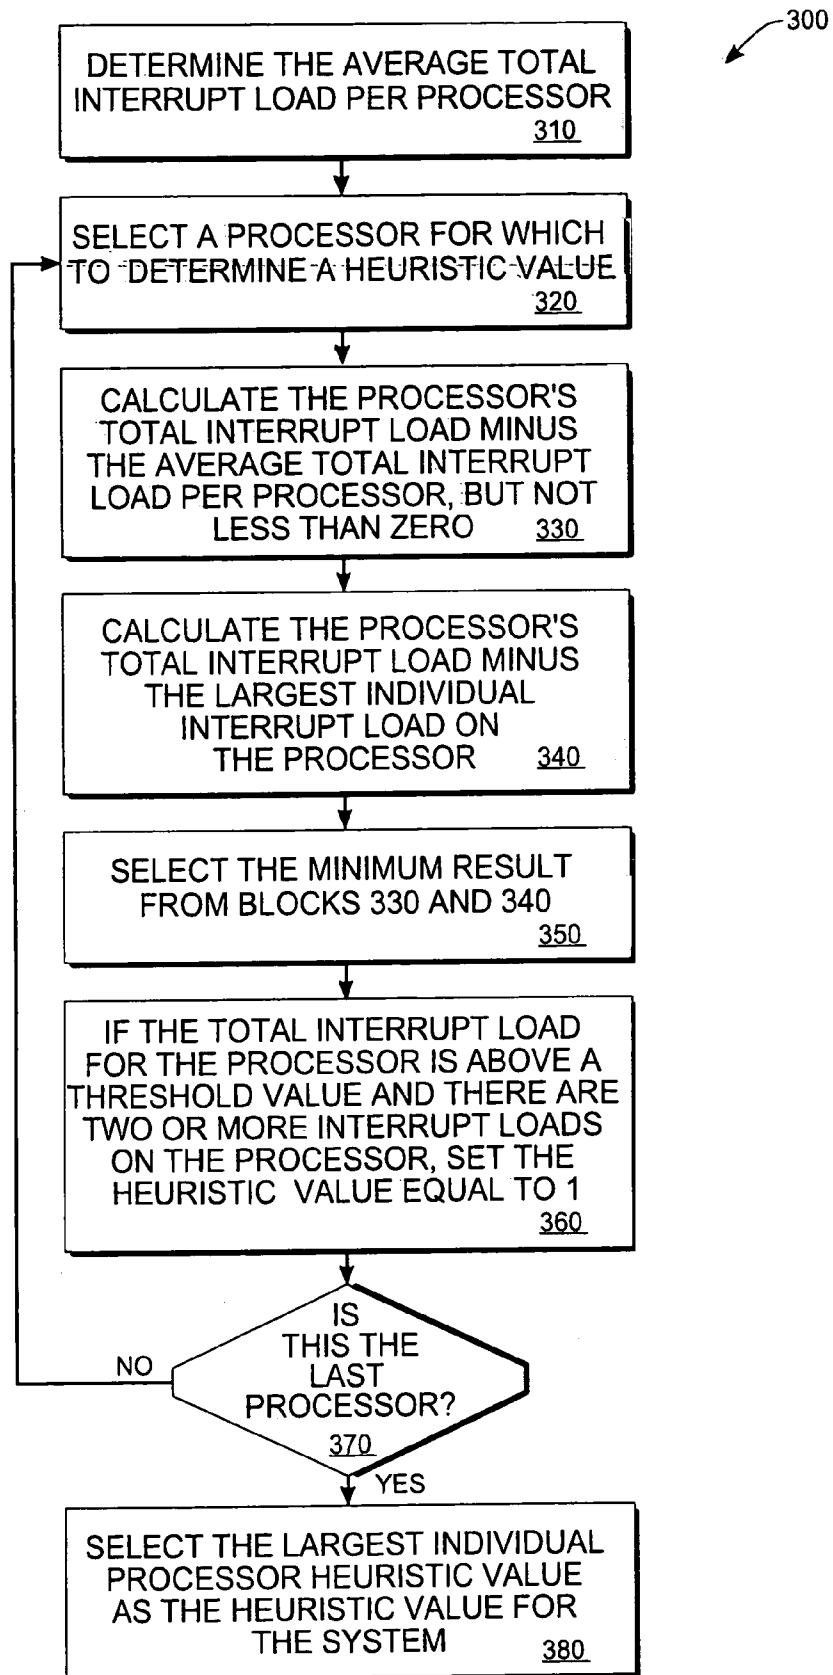 300
DETERMINE THE AVERAGE TOTAL
INTERRUPT LOAD PER PROCESSOR
310
SELECT A PROCESSOR FOR WHICH
TO DETERMINE A HEURISTIC VALUE
320
CALCULATE THE PROCESSOR'S
TOTAL INTERRUPT LOAD MINUS
THE AVERAGE TOTAL INTERRUPT
LOAD PER PROCESSOR, BUT NOT
LESS THAN ZERO 330
CALCULATE THE PROCESSOR'S
TOTAL INTERRUPT LOAD MINUS
THE LARGEST INDIVIDUAL
INTERRUPT LOAD ON
THE PROCESSOR 340
SELECT THE MINIMUM RESULT
FROM BLOCKS 330 AND 340
350
IF THE TOTAL INTERRUPT LOAD
FOR THE PROCESSOR IS ABOVE A
THRESHOLD VALUE AND THERE ARE
TWO OR MORE INTERRUPT LOADS
ON THE PROCESSOR, SET THE
HEURISTIC VALUE EQUAL TO 1
360
IS
THIS THE
LAST
PROCESSOR?
370
NO
YES
SELECT THE LARGEST INDIVIDUAL
PROCESSOR HEURISTIC VALUE
AS THE HEURISTIC VALUE FOR
THE SYSTEM 380